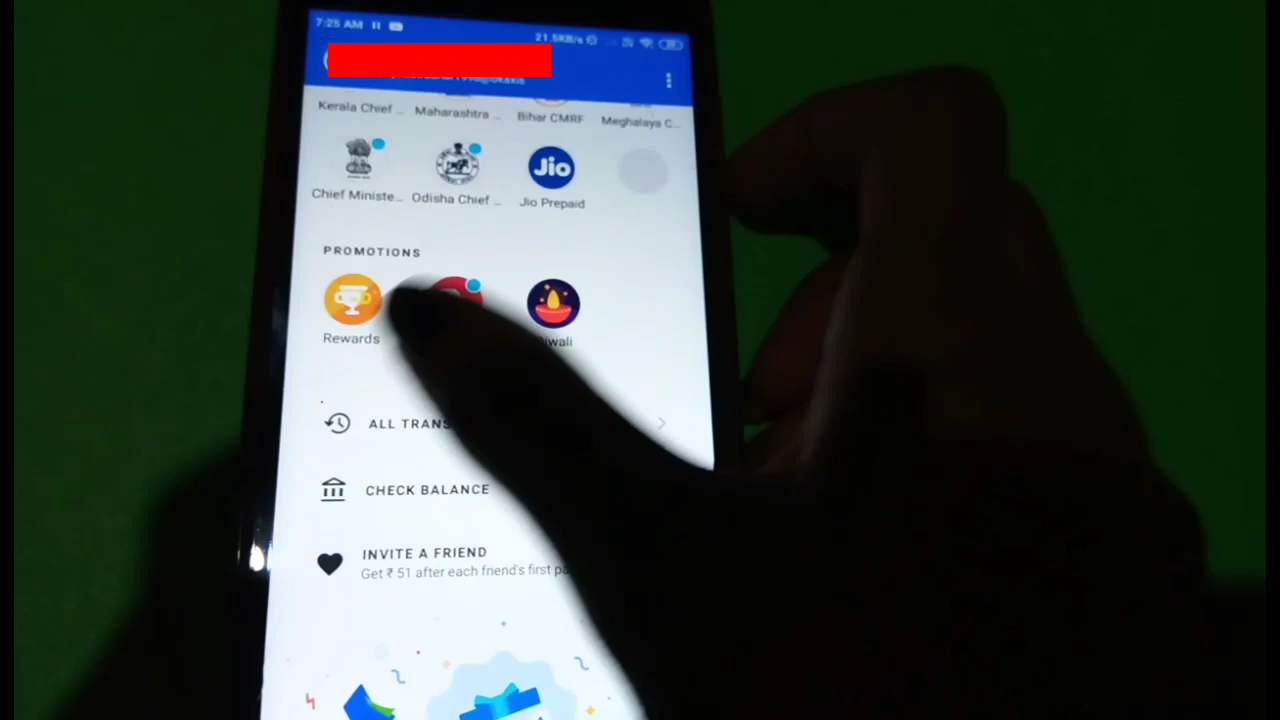 7:25 AM
21.5KB/s
Kerala Chief ... Maharashtra ... Bihar CMRF Meghalaya C...
Chief Ministe... Odisha Chief ... Jio Prepaid
Jio
PROMOTIONS
Rewards
ALL TRANS
CHECK BALANCE
INVITE A FRIEND
Get ₹ 51 after each friend's first pa